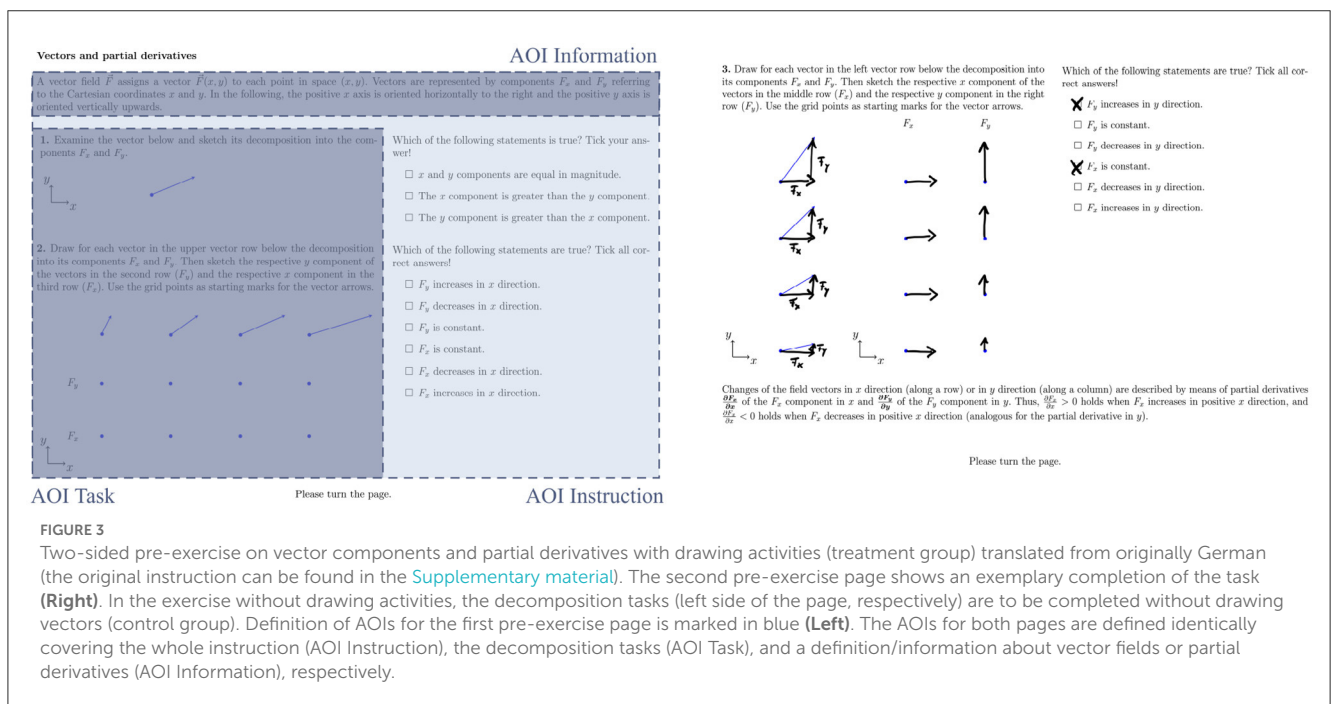 Vectors and partial derivatives
AOI Information
A vector field F⃗ assigns a vector F⃗(x, y) to each point in space (x, y). Vectors are represented by components Fx and Fy referring
to the Cartesian coordinates x and y. In the following, the positive x axis is oriented horizontally to the right and the positive y axis is
oriented vertically upwards.
1. Examine the vector below and sketch its decomposition into the com-
ponents Fx and Fy.
y
x
Which of the following statements is true? Tick your ans-
wer!
☐ x and y components are equal in magnitude.
☐ The x component is greater than the y component.
☐ The y component is greater than the x component.
2. Draw for each vector in the upper vector row below the decomposition
into its components Fx and Fy. Then sketch the respective y component of
the vectors in the second row (Fy) and the respective x component in the
third row (Fx). Use the grid points as starting marks for the vector arrows.
Fy
Fx
y
x
Which of the following statements are true? Tick all cor-
rect answers!
☐ Fy increases in x direction.
☐ Fy decreases in x direction.
☐ Fy is constant.
☐ Fx is constant.
☐ Fx decreases in x direction.
☐ Fx increases in x direction.
AOI Task
Please turn the page.
AOI Instruction
3. Draw for each vector in the left vector row below the decomposition into
its components Fx and Fy. Then sketch the respective x component of the
vectors in the middle row (Fx) and the respective y component in the right
row (Fy). Use the grid points as starting marks for the vector arrows.
Fx Fy
Fy
Fx
Fy
Fx
Fy
Fx
Fy
Fx
y
x
y
x
Which of the following statements are true? Tick all cor-
rect answers!
☒ Fy increases in y direction.
☐ Fy is constant.
☐ Fy decreases in y direction.
☒ Fx is constant.
☐ Fx decreases in y direction.
☐ Fx increases in y direction.
Changes of the field vectors in x direction (along a row) or in y direction (along a column) are described by means of partial derivatives
∂Fx/∂x of the Fx component in x and ∂Fy/∂y of the Fy component in y. Thus, ∂Fx/∂x > 0 holds when Fx increases in positive x direction, and
∂Fx/∂x < 0 holds when Fx decreases in positive x direction (analogous for the partial derivative in y).
Please turn the page.
FIGURE 3
Two-sided pre-exercise on vector components and partial derivatives with drawing activities (treatment group) translated from originally German
(the original instruction can be found in the Supplementary material). The second pre-exercise page shows an exemplary completion of the task
(Right). In the exercise without drawing activities, the decomposition tasks (left side of the page, respectively) are to be completed without drawing
vectors (control group). Definition of AOIs for the first pre-exercise page is marked in blue (Left). The AOIs for both pages are defined identically
covering the whole instruction (AOI Instruction), the decomposition tasks (AOI Task), and a definition/information about vector fields or partial
derivatives (AOI Information), respectively.